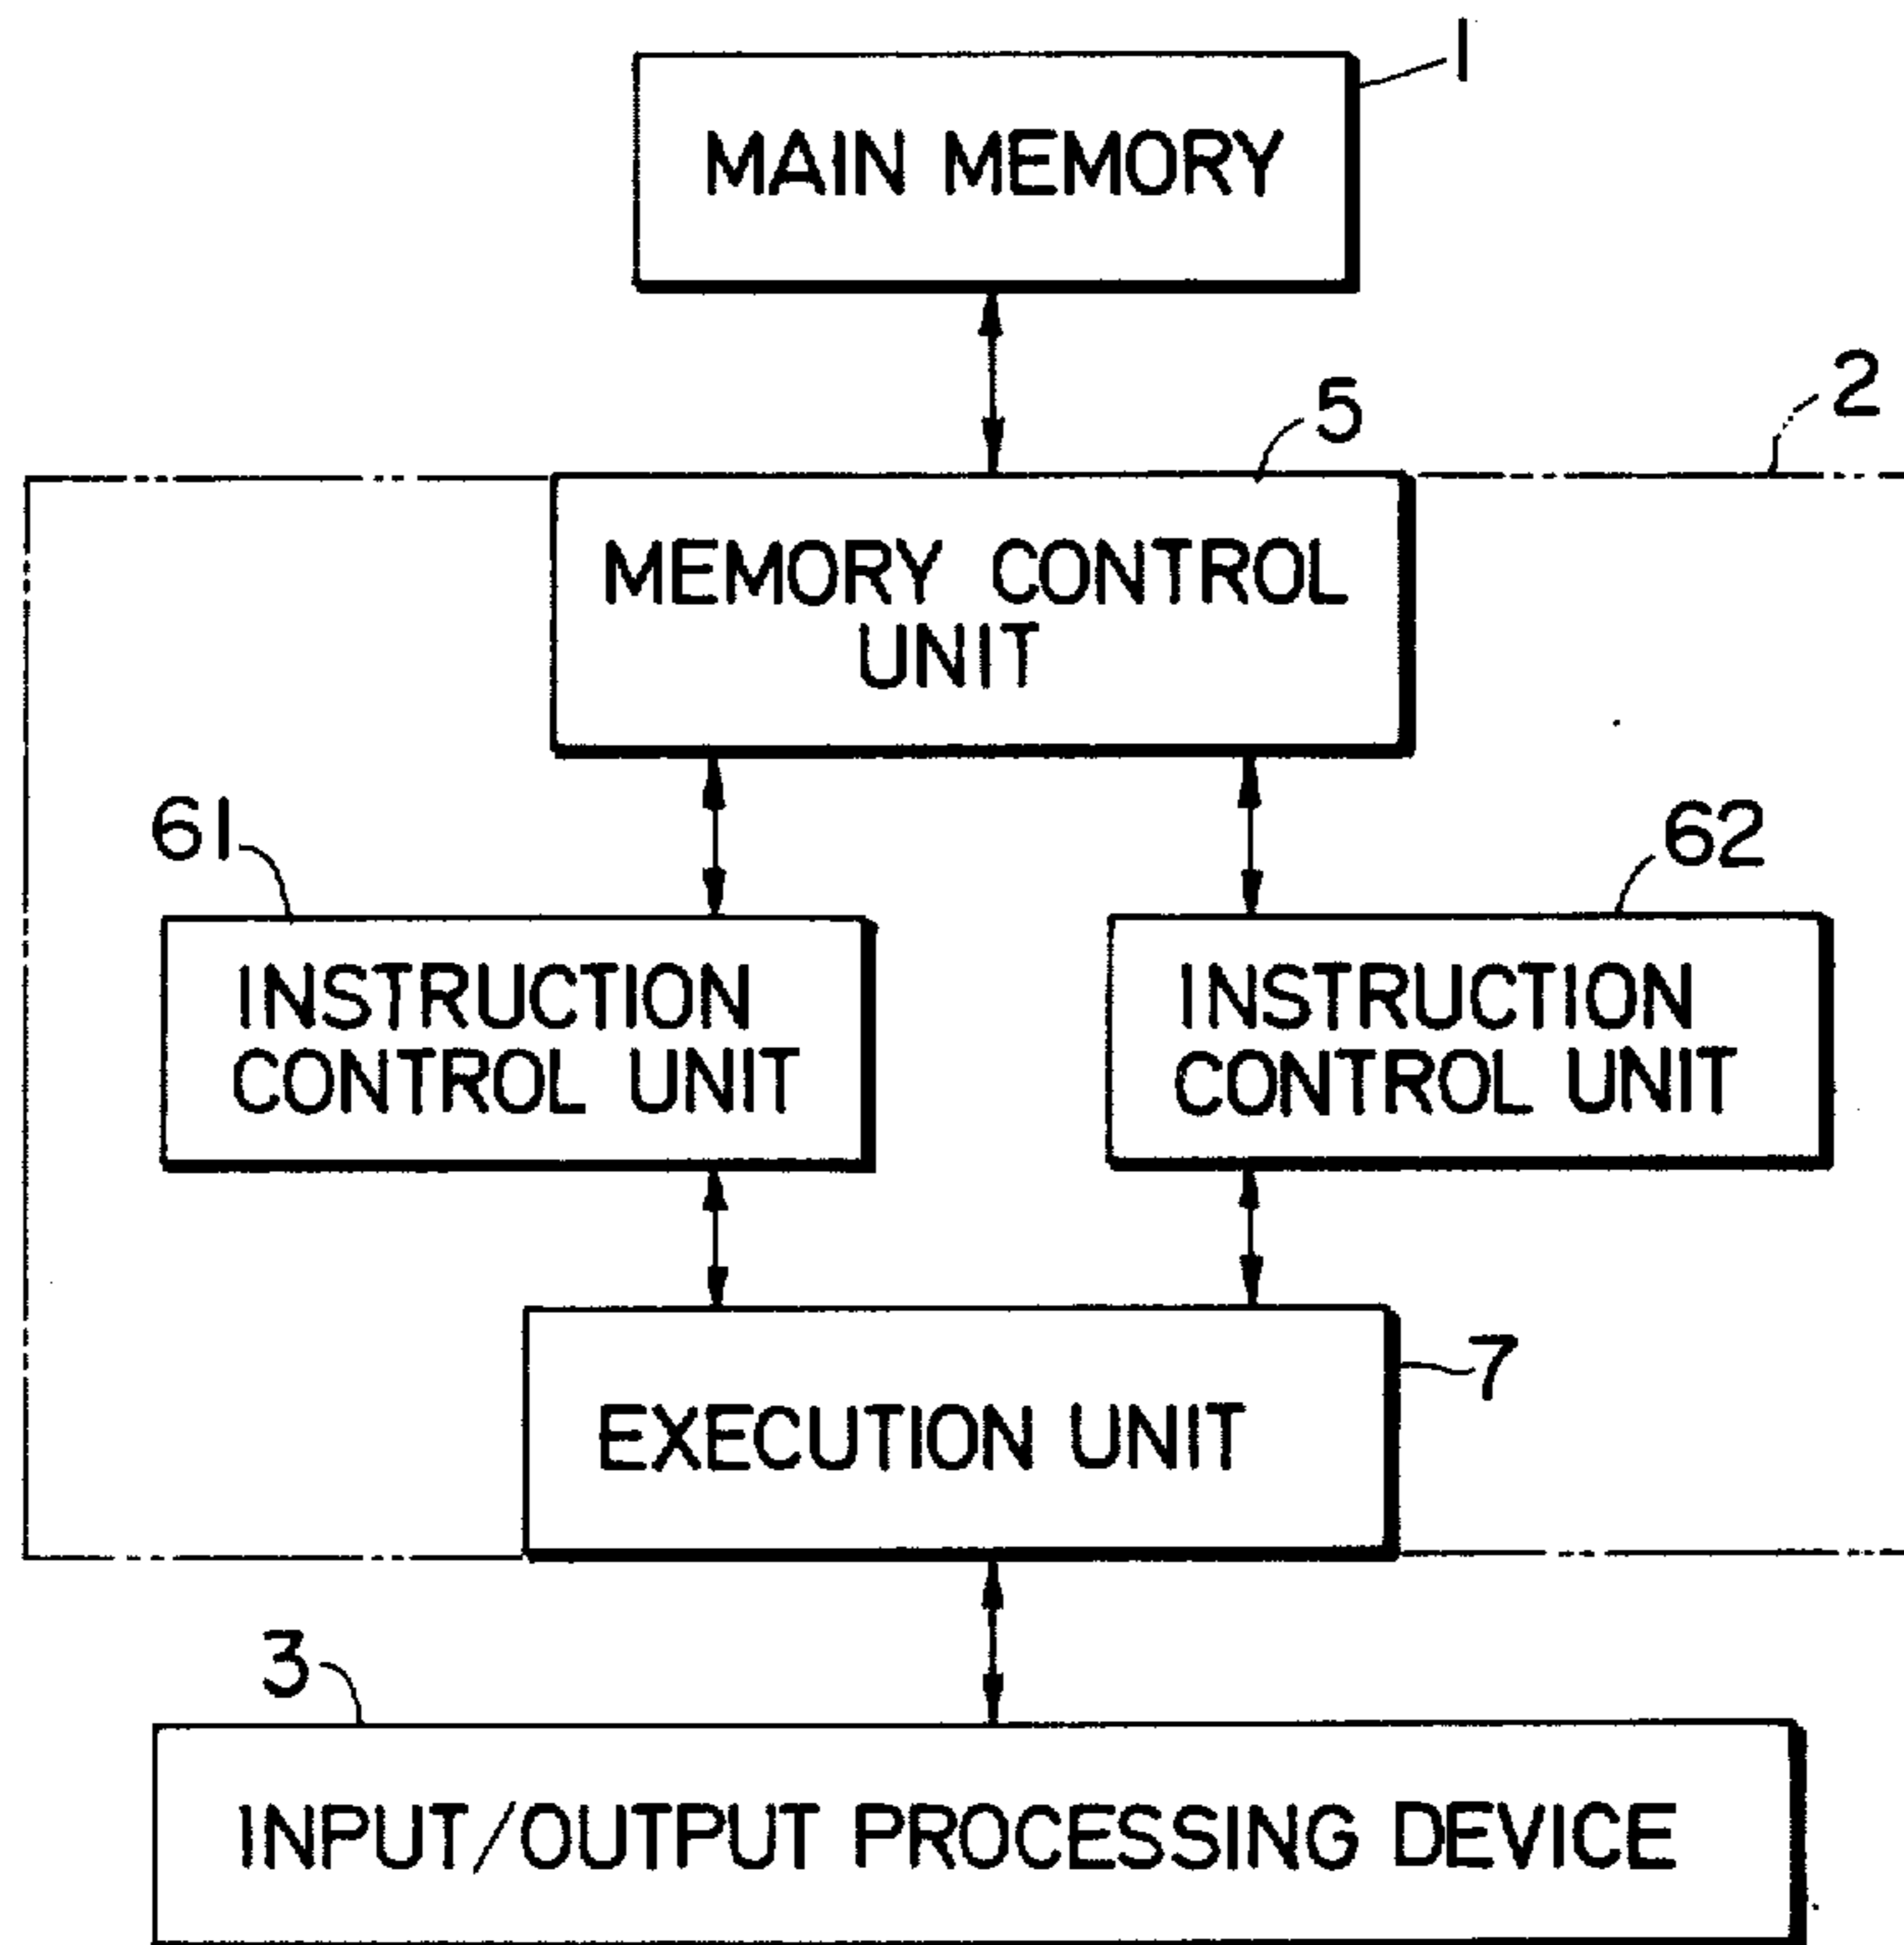 1
MAIN MEMORY
2
5
MEMORY CONTROL
UNIT
61
62
INSTRUCTION
CONTROL UNIT
INSTRUCTION
CONTROL UNIT
7
EXECUTION UNIT
3
INPUT/OUTPUT PROCESSING DEVICE